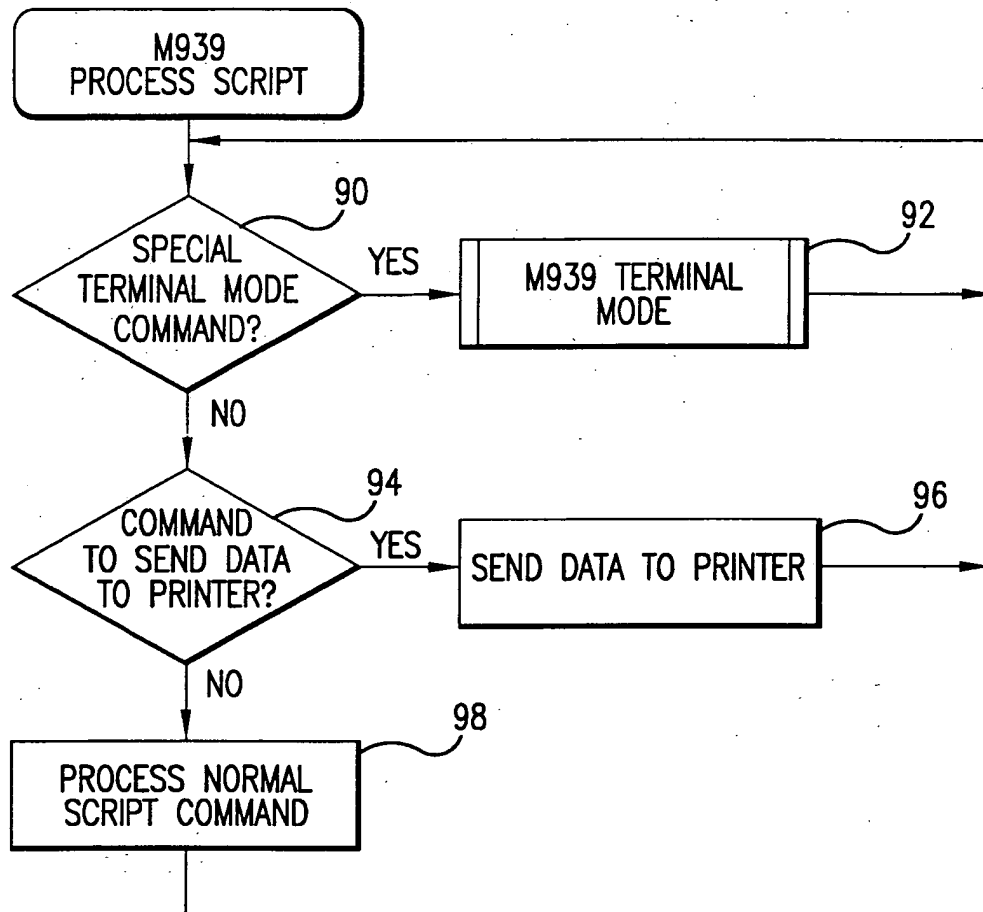 M939
PROCESS SCRIPT
90
SPECIAL
TERMINAL MODE
COMMAND?
YES
92
M939 TERMINAL
MODE
NO
94
COMMAND
TO SEND DATA
TO PRINTER?
YES
96
SEND DATA TO PRINTER
NO
98
PROCESS NORMAL
SCRIPT COMMAND